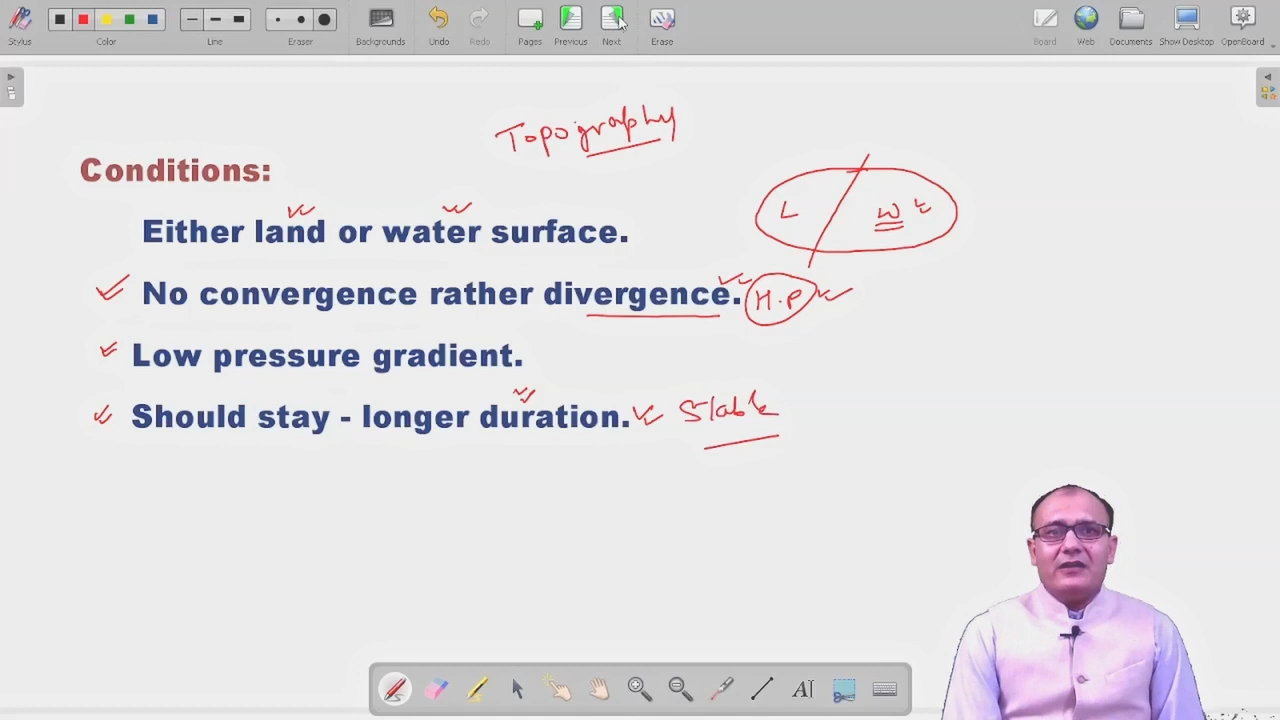 Stylus Color Line Eraser Backgrounds Undo Redo Pages Previous Next Erase Board Web Documents Show Desktop OpenBoard
Topography
Conditions:
Either land or water surface.
L W
No convergence rather divergence. H.P
Low pressure gradient.
Should stay - longer duration. Stable